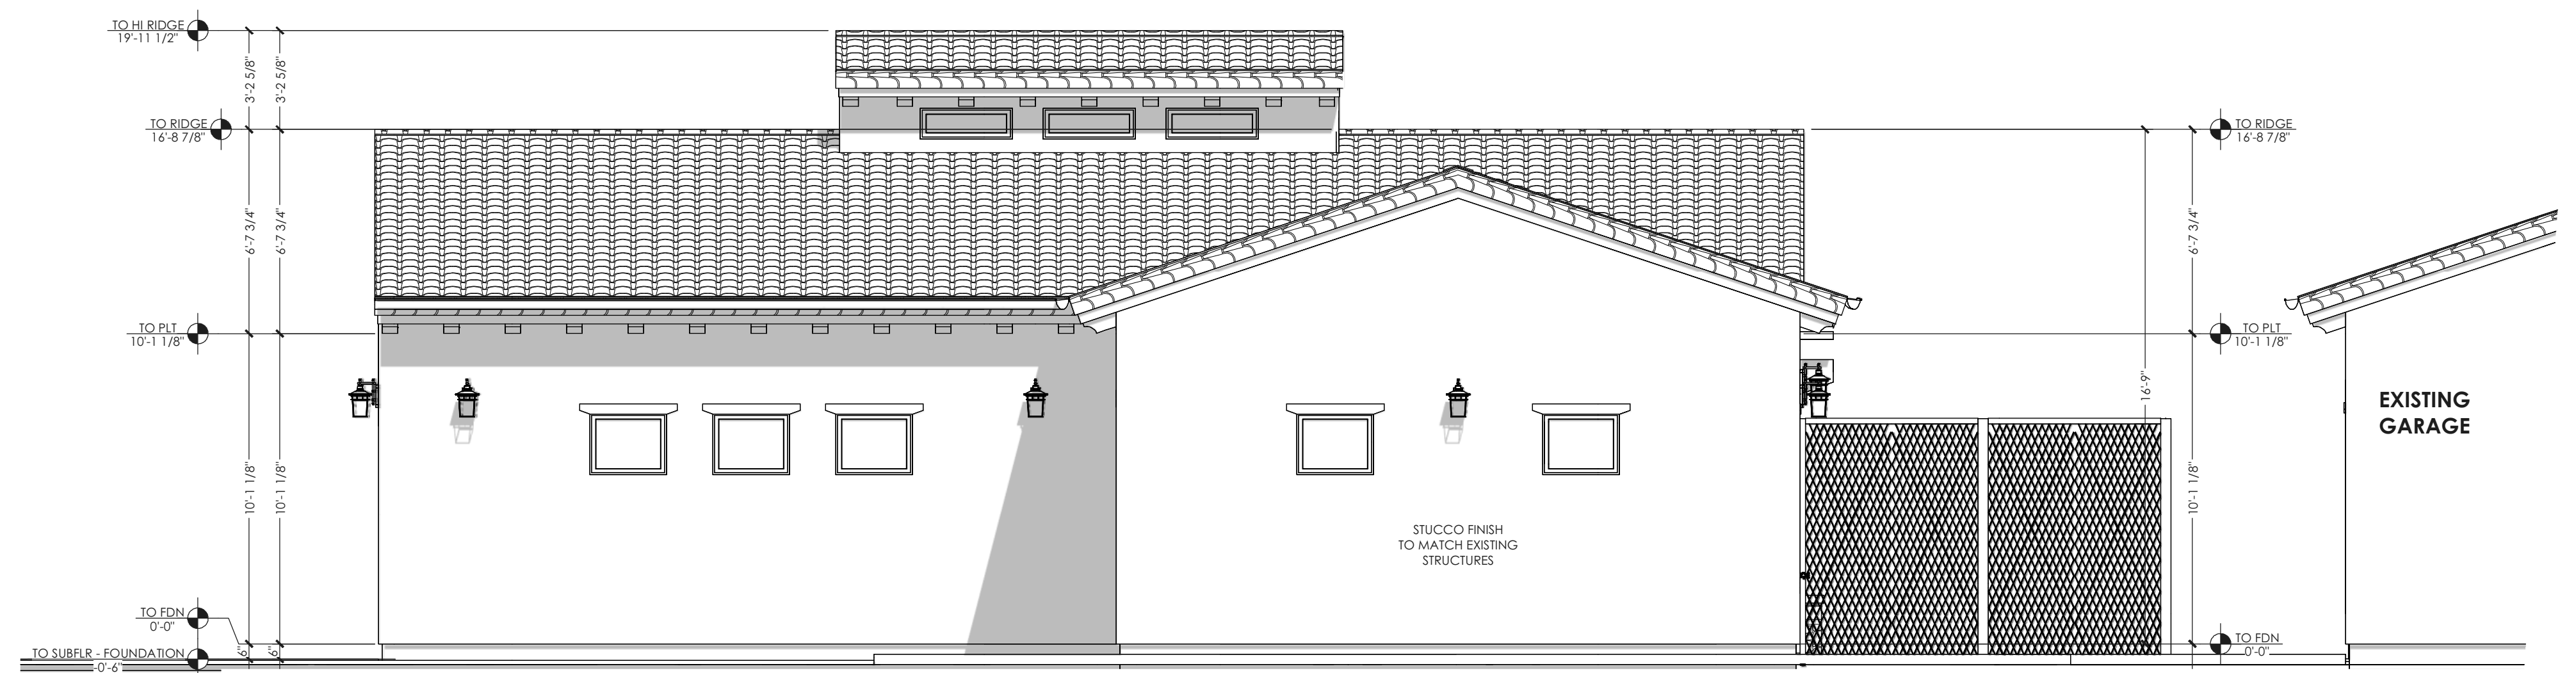 TO HI RIDGE
19'-11 1/2"
3'-2 5/8"
3'-2 5/8"
TO RIDGE
16'-8 7/8"
TO RIDGE
16'-8 7/8"
6'-7 3/4"
6'-7 3/4"
6'-7 3/4"
TO PLT
10'-1 1/8"
TO PLT
10'-1 1/8"
16'-9"
EXISTING
GARAGE
10'-1 1/8"
10'-1 1/8"
10'-1 1/8"
STUCCO FINISH
TO MATCH EXISTING
STRUCTURES
TO FDN
0'-0"
TO FDN
0'-0"
6"
6"
TO SUBFLR - FOUNDATION
-0'-6"